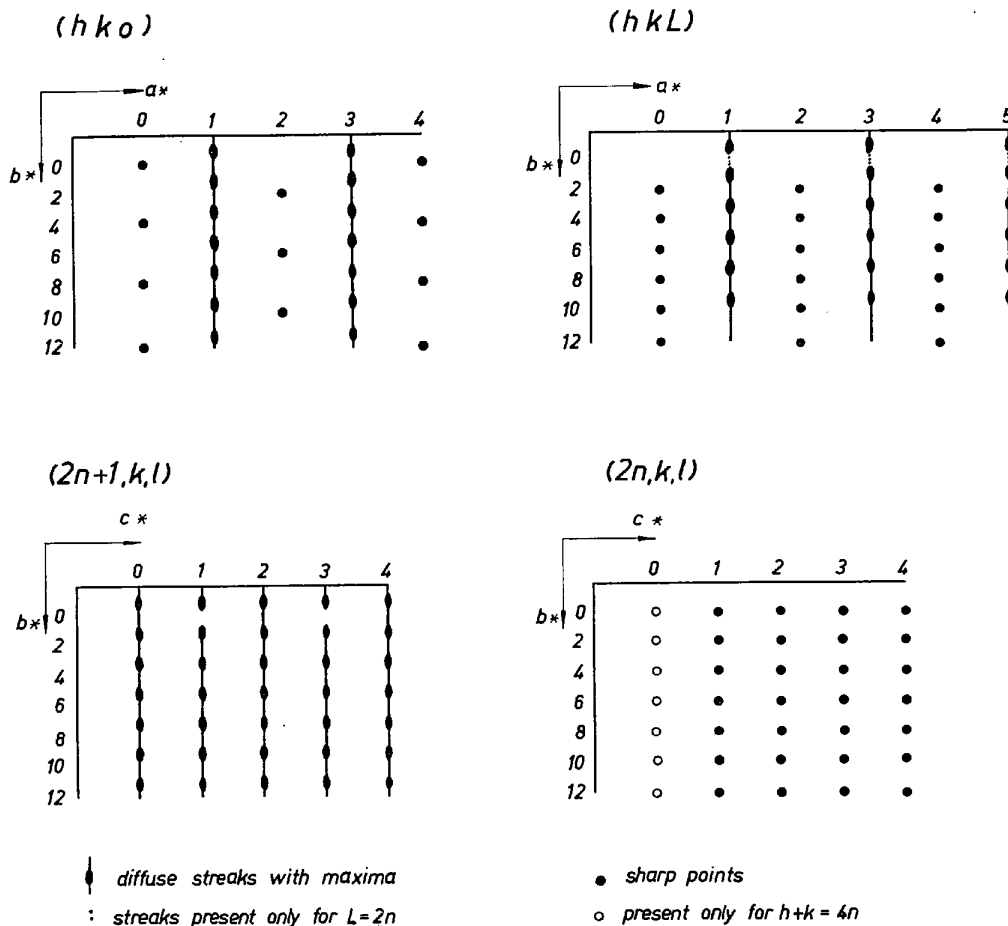 (hko)
a*
0 1 2 3 4
b*
0
2
4
6
8
10
12
(hkL)
a*
0 1 2 3 4 5
b*
0
2
4
6
8
10
12
(2n+1,k,l)
c*
0 1 2 3 4
b*
0
2
4
6
8
10
12
(2n,k,l)
c*
0 1 2 3 4
b*
0
2
4
6
8
10
12
diffuse streaks with maxima
streaks present only for L=2n
sharp points
present only for h+k = 4n